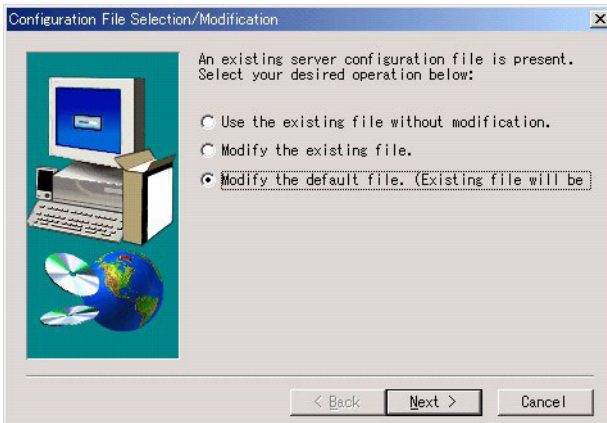 Configuration File Selection/Modification
An existing server configuration file is present.
Select your desired operation below:
Use the existing file without modification.
Modify the existing file.
Modify the default file. (Existing file will be
< Back
Next >
Cancel